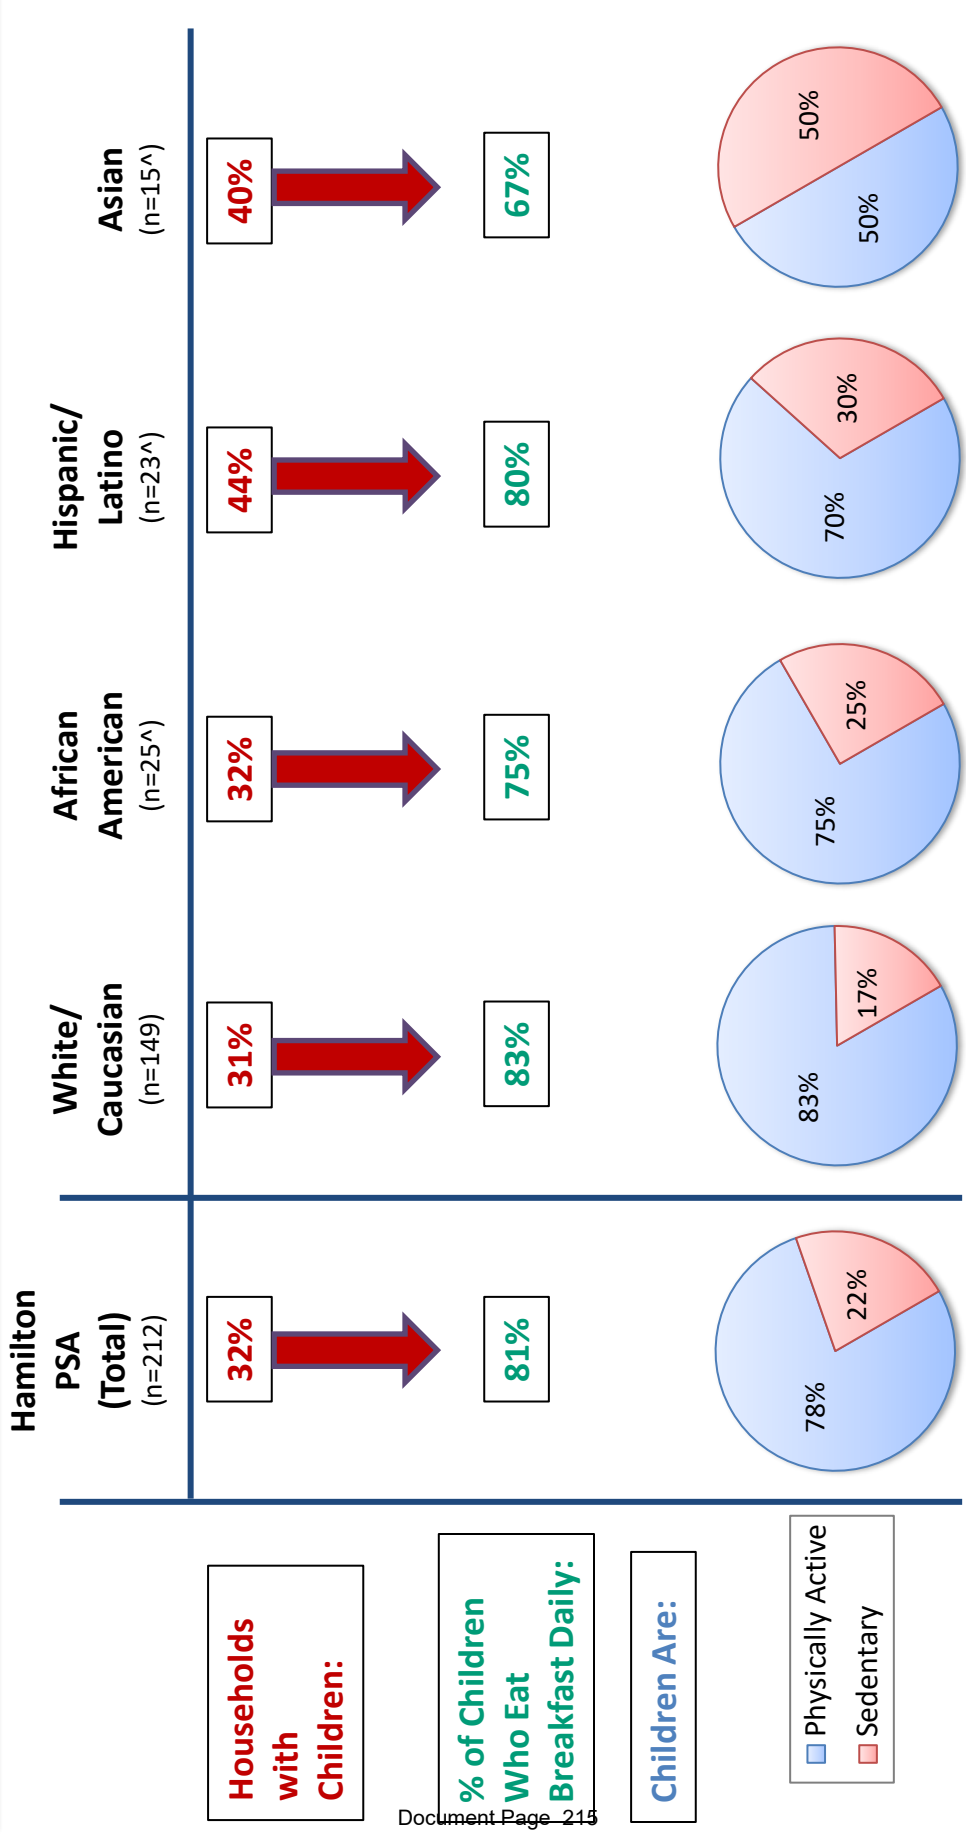 Hamilton
PSA
(Total)
(n=212)
White/
Caucasian
(n=149)
African
American
(n=25^)
Hispanic/
Latino
(n=23^)
Asian
(n=15^)
Households
with
Children:
32%
31%
32%
44%
40%
% of Children
Who Eat
Breakfast Daily:
81%
83%
75%
80%
67%
Children Are:
Physically Active
Sedentary
78%
22%
83%
17%
75%
25%
70%
30%
50%
50%
Document Page 215